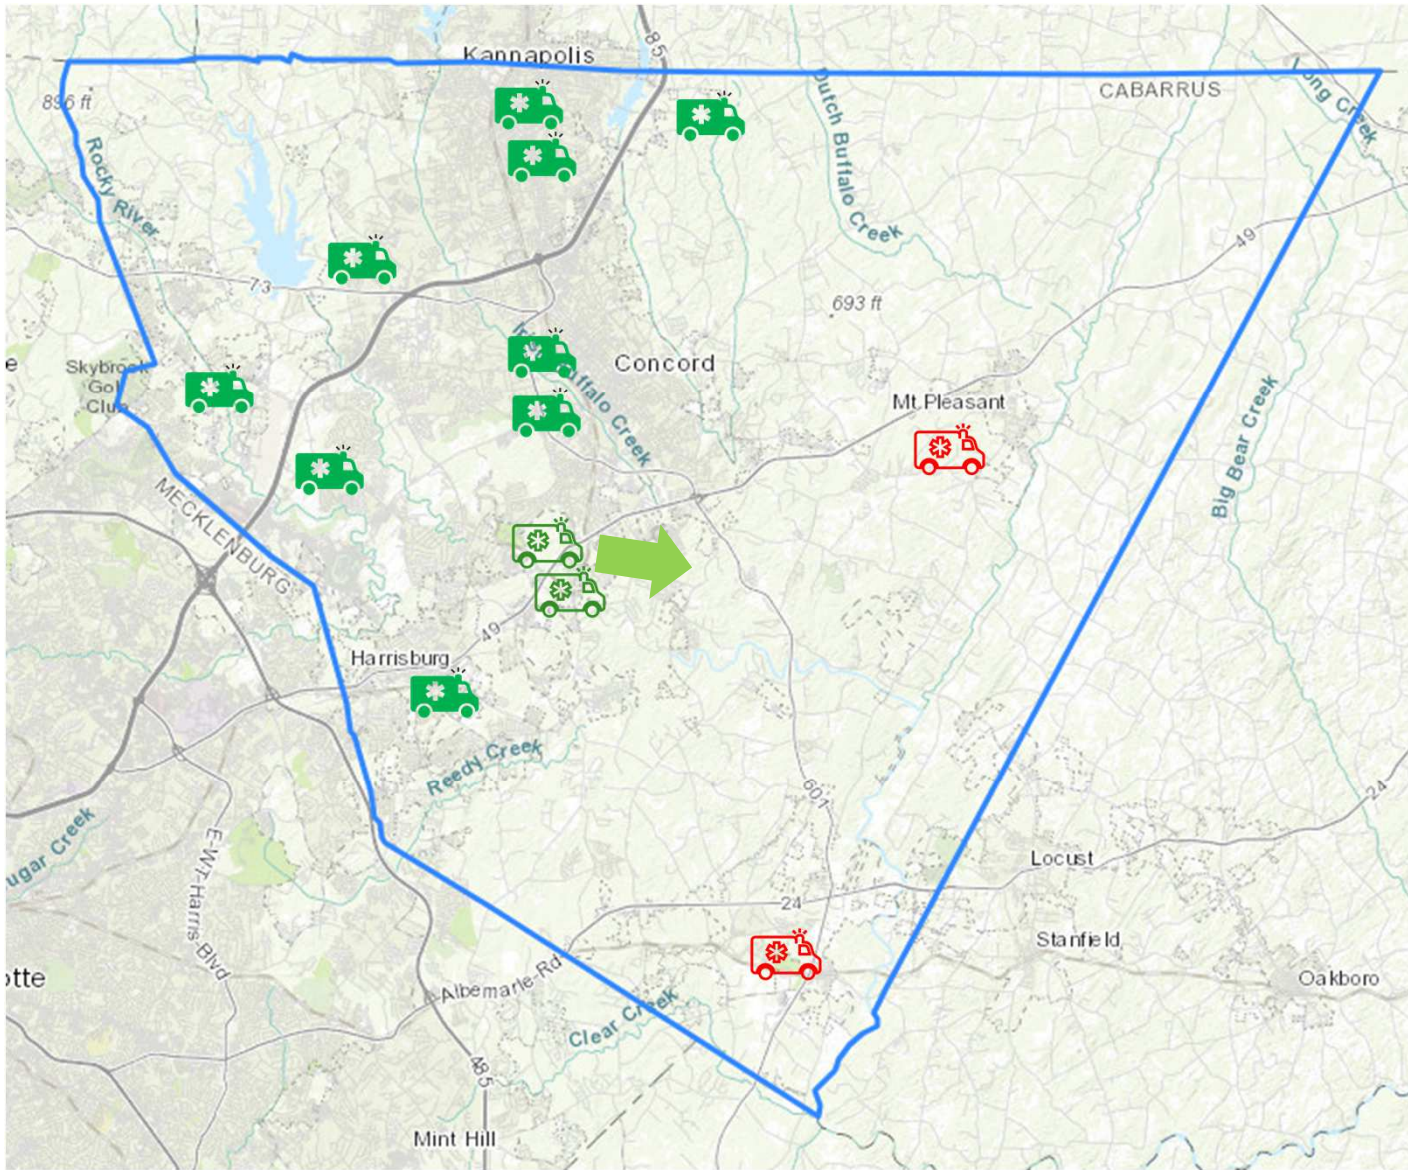 Kannapolis
85
CABARRUS
Long Creek
896 ft
Dutch Buffalo Creek
Rocky River
49
73
693 ft
e
Skybrook
Golf
Club
Concord
Mt Pleasant
Buffalo Creek
Big Bear Creek
MECKLENBURG
49
Harrisburg
Reedy Creek
601
24
ugar Creek
E-W-T-Harris-Blvd
Locust
24
Stanfield
otte
Albemarle-Rd
Oakboro
Clear Creek
485
Mint Hill